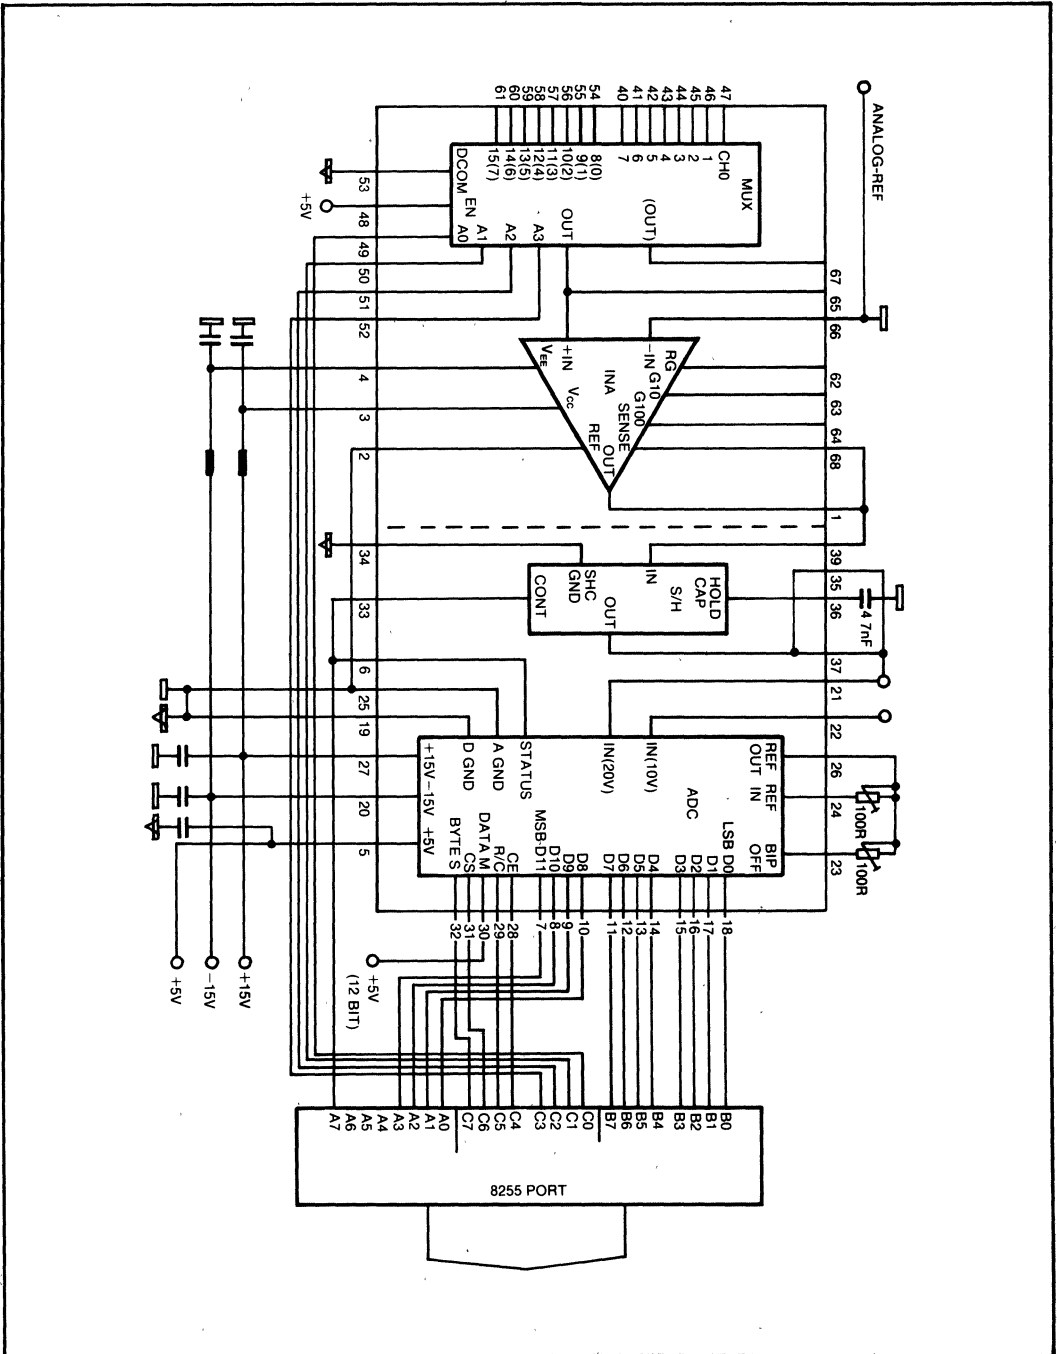 ANALOG-REF
47
46
45
44
43
42
41
40
54
55
56
57
58
59
60
61
MUX
CH0
1
2
3
4
5
6
7
8(0)
9(1)
10(2)
11(3)
12(4)
13(5)
14(6)
15(7)
DCOM
EN
A0
A1
A2
A3
OUT
(OUT)
53
48
+5V
49
50
51
52
67
65
66
RG
-IN
+IN
G10
G100
INA
SENSE
REF
OUT
VEE
VCC
62
63
64
68
4
3
2
1
39
35
36
4 7nF
34
33
HOLD
CAP
S/H
IN
OUT
SHC
GND
CONT
37
21
22
6
25
19
27
20
5
REF
OUT
REF
IN
BIP
OFF
26
24
23
100R
100R
ADC
IN(10V)
IN(20V)
STATUS
A GND
D GND
+15V
-15V
+5V
LSB D0
D1
D2
D3
D4
D5
D6
D7
D8
D9
D10
MSB-D11
CE
R/C
DATA M
CS
BYTE S
18
17
16
15
14
13
12
11
10
9
8
7
28
29
30
31
32
+5V
(12 BIT)
+15V
-15V
+5V
B0
B1
B2
B3
B4
B5
B6
B7
C0
C1
C2
C3
C4
C5
C6
C7
A0
A1
A2
A3
A4
A5
A6
A7
8255 PORT